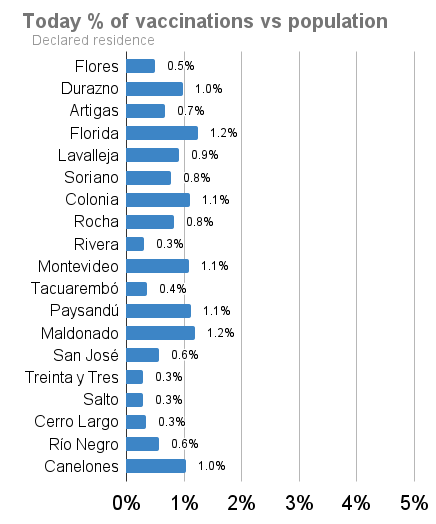 Today % of vaccinations vs population
Declared residence
Flores 0.5%
Durazno 1.0%
Artigas 0.7%
Florida 1.2%
Lavalleja 0.9%
Soriano 0.8%
Colonia 1.1%
Rocha 0.8%
Rivera 0.3%
Montevideo 1.1%
Tacuarembó 0.4%
Paysandú 1.1%
Maldonado 1.2%
San José 0.6%
Treinta y Tres 0.3%
Salto 0.3%
Cerro Largo 0.3%
Río Negro 0.6%
Canelones 1.0%
0% 1% 2% 3% 4% 5%